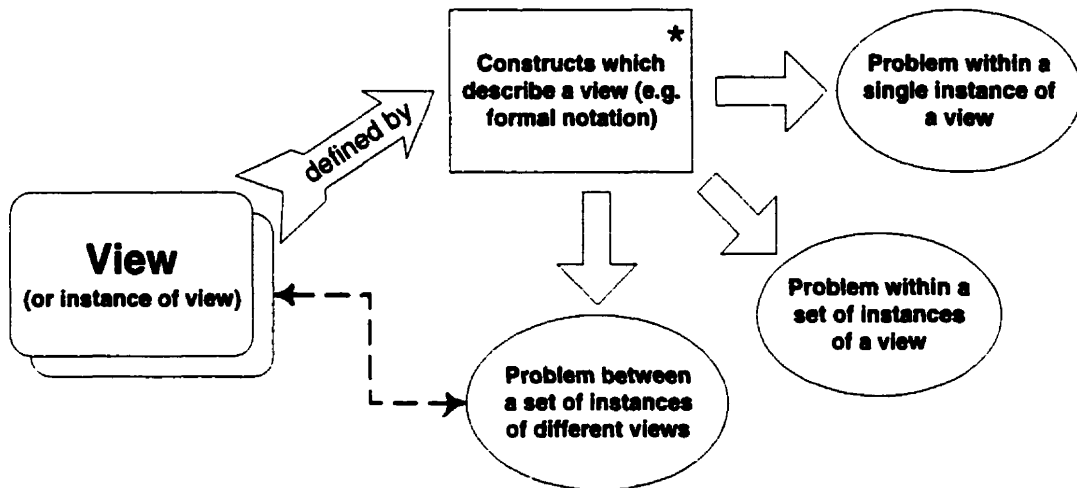 *
Constructs which
describe a view (e.g.
formal notation)
Problem within a
single instance of
a view
defined by
View
(or instance of view)
Problem within a
set of instances
of a view
Problem between
a set of instances
of different views